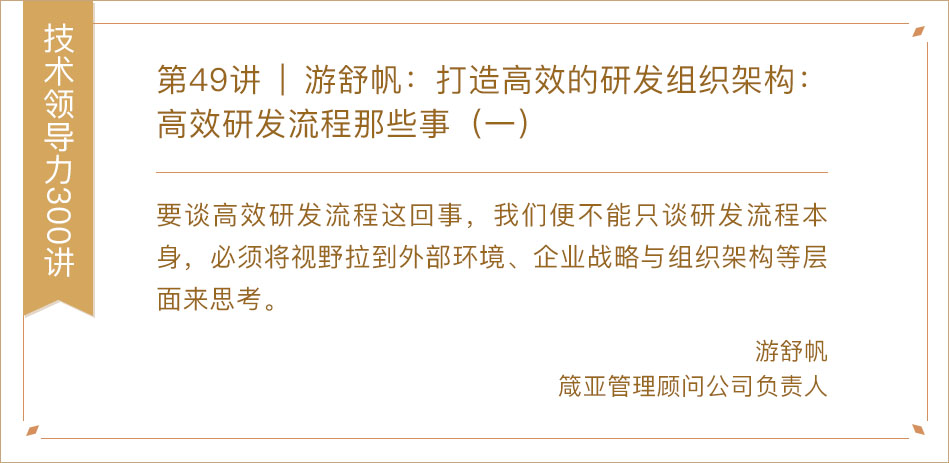 技术领导力300讲
第49讲 | 游舒帆：打造高效的研发组织架构：
高效研发流程那些事（一）
要谈高效研发流程这回事，我们便不能只谈研发流程本
身，必须将视野拉到外部环境、企业战略与组织架构等层
面来思考。
游舒帆
箴亚管理顾问公司负责人